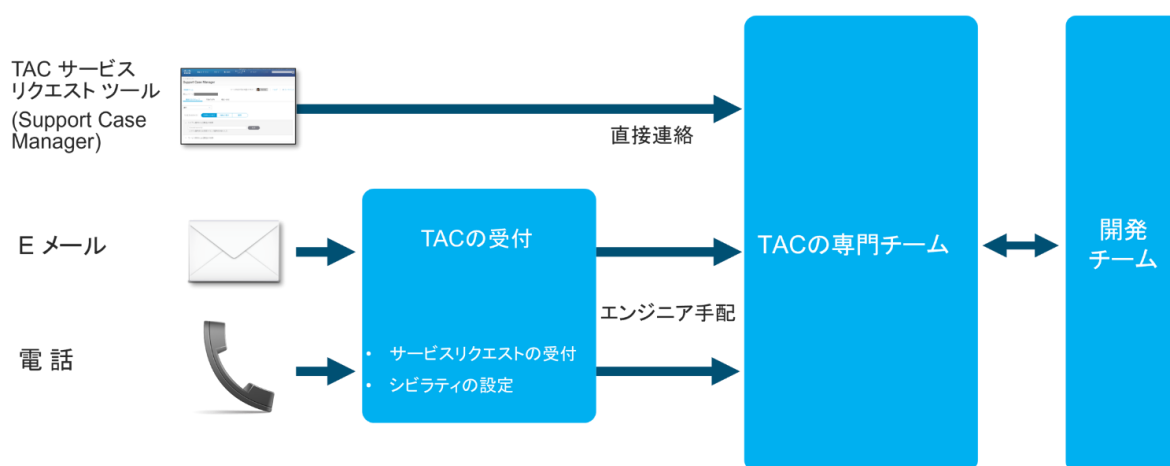 TAC サービス
リクエスト ツール
(Support Case
Manager)
直接連絡
E メール
TACの受付
エンジニア手配
電 話
• サービスリクエストの受付
• シビラティの設定
TACの専門チーム
開発
チーム
Support Case Manager